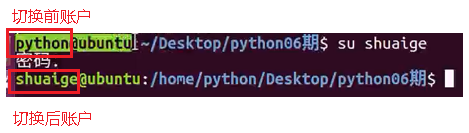 切换前账户
python@ubuntu:~/Desktop/python06期$ su shuaige
密码:
shuaige@ubuntu:/home/python/Desktop/python06期$
切换后账户